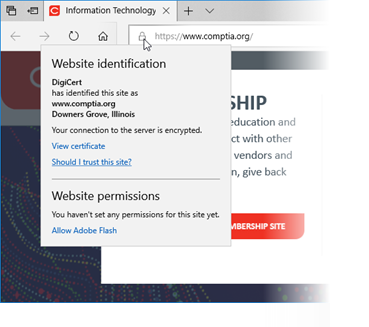 Information Technology
https://www.comptia.org/
Website identification
DigiCert
has identified this site as
www.comptia.org
Downers Grove, Illinois
Your connection to the server is encrypted.
View certificate
Should I trust this site?
Website permissions
You haven't set any permissions for this site yet.
Allow Adobe Flash
SHIP
education and
ct with other
vendors and
n, give back
MBERSHIP SITE